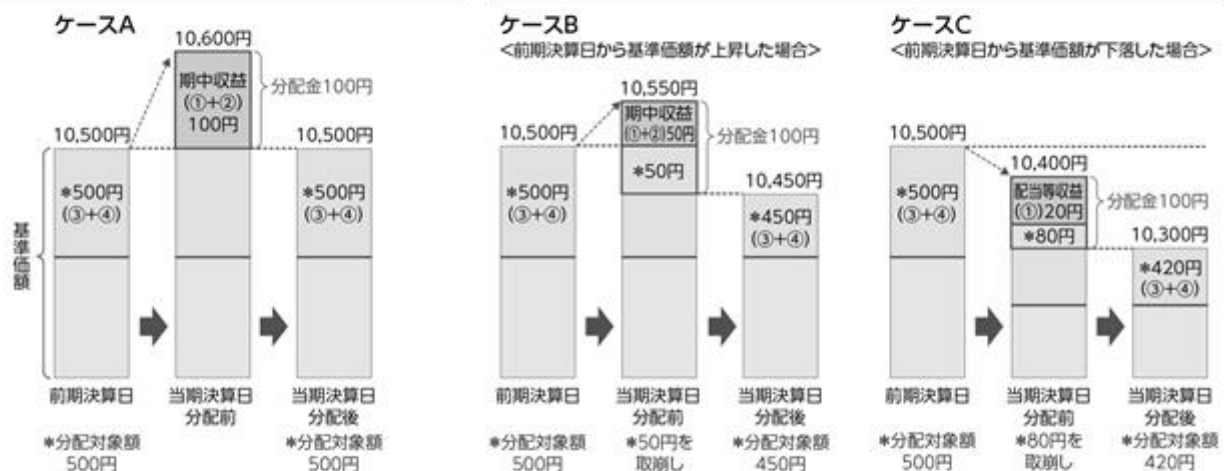 ケースA
10,600円
期中収益
(①+②)
100円
分配金100円
10,500円
10,500円
*500円
(③+④)
*500円
(③+④)
基準価額
前期決算日
当期決算日
分配前
当期決算日
分配後
*分配対象額
500円
*分配対象額
500円
ケースB
<前期決算日から基準価額が上昇した場合>
10,550円
期中収益
(①+②)50円
分配金100円
10,500円
*50円
10,450円
*500円
(③+④)
*450円
(③+④)
前期決算日
当期決算日
分配前
当期決算日
分配後
*分配対象額
500円
*50円を
取崩し
*分配対象額
450円
ケースC
<前期決算日から基準価額が下落した場合>
10,500円
10,400円
配当等収益
(①)20円
分配金100円
*80円
10,300円
*500円
(③+④)
*420円
(③+④)
前期決算日
当期決算日
分配前
当期決算日
分配後
*分配対象額
500円
*80円を
取崩し
*分配対象額
420円